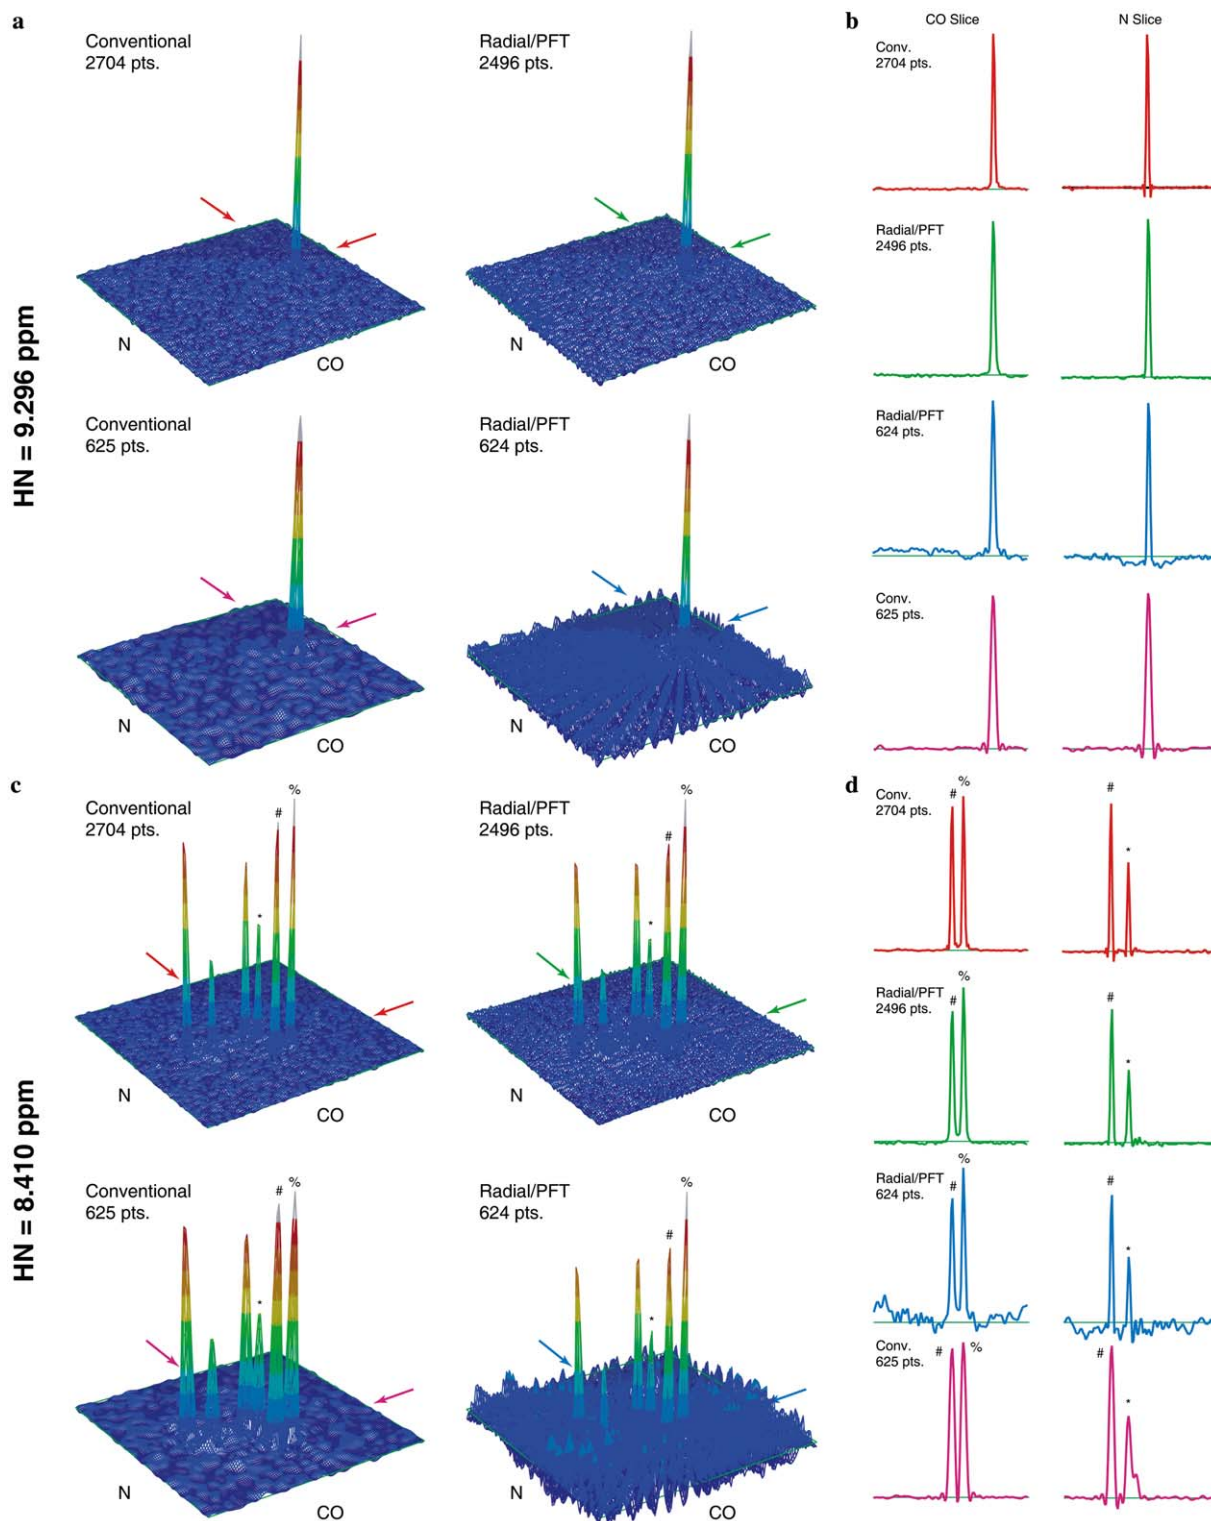 a
Conventional
2704 pts.
Radial/PFT
2496 pts.
N
CO
N
CO
Conventional
625 pts.
Radial/PFT
624 pts.
N
CO
N
CO
HN = 9.296 ppm
b
CO Slice
N Slice
Conv.
2704 pts.
Radial/PFT
2496 pts.
Radial/PFT
624 pts.
Conv.
625 pts.
c
Conventional
2704 pts.
# %
*
Radial/PFT
2496 pts.
# %
*
N
CO
N
CO
Conventional
625 pts.
# %
*
Radial/PFT
624 pts.
# %
*
N
CO
N
CO
HN = 8.410 ppm
d
Conv.
2704 pts.
# %
# *
Radial/PFT
2496 pts.
# %
# *
Radial/PFT
624 pts.
# %
# *
Conv.
625 pts.
# %
# *